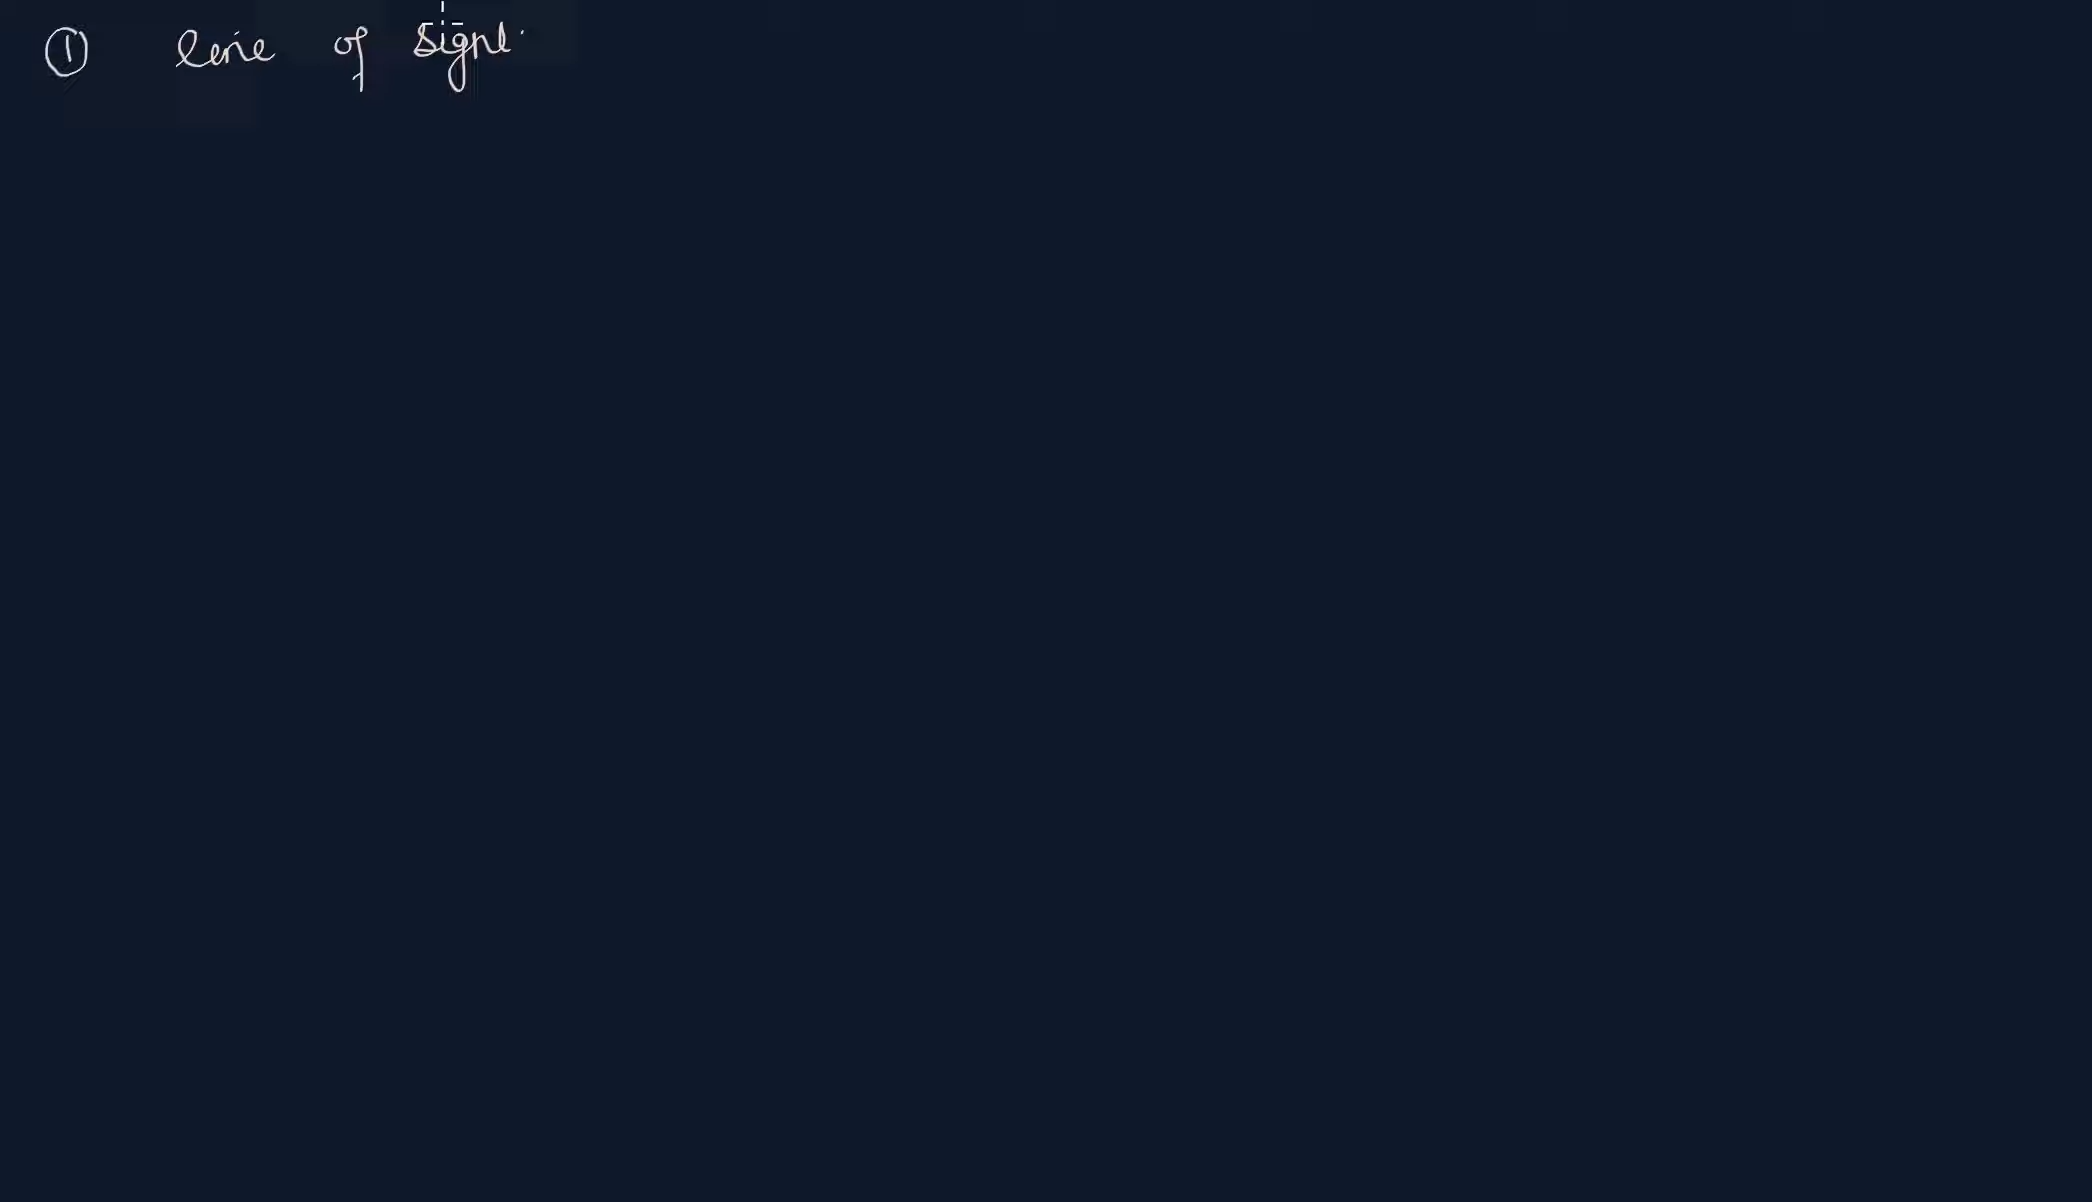 ① line of sight.